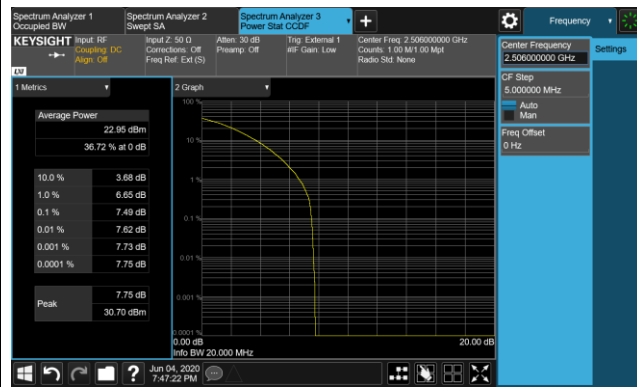 Spectrum Analyzer 1
Occupied BW
Spectrum Analyzer 2
Swept SA
Spectrum Analyzer 3
Power Stat CCDF
Frequency
KEYSIGHT
Input: RF
Coupling: DC
Align: Off
Input Z: 50 Ω
Corrections: Off
Freq Ref: Ext (S)
Atten: 30 dB
Preamp: Off
Trig: External 1
#IF Gain: Low
Center Freq: 2.506000000 GHz
Counts: 1.00 M/1.00 Mpt
Radio Std: None
LXI
Center Frequency
2.506000000 GHz
Settings
CF Step
5.000000 MHz
Auto
Man
Freq Offset
0 Hz
1 Metrics
2 Graph
Average Power
22.95 dBm
36.72 % at 0 dB
10.0 % 3.68 dB
1.0 % 6.65 dB
0.1 % 7.49 dB
0.01 % 7.62 dB
0.001 % 7.73 dB
0.0001 % 7.75 dB
Peak
7.75 dB
30.70 dBm
100 %
10 %
1 %
0.1 %
0.01 %
0.001 %
0.0001 %
0.00 dB
20.00 dB
Info BW 20.000 MHz
Jun 04, 2020
7:47:22 PM